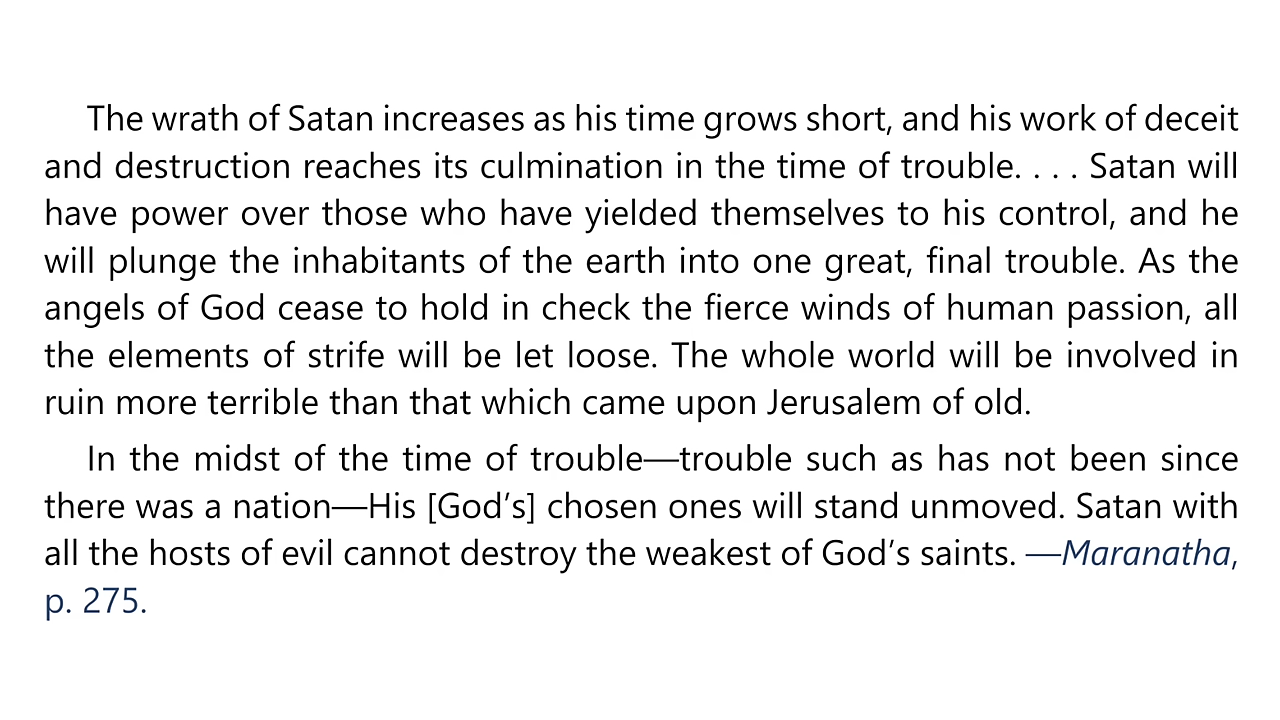 The wrath of Satan increases as his time grows short, and his work of deceit
and destruction reaches its culmination in the time of trouble. . . . Satan will
have power over those who have yielded themselves to his control, and he
will plunge the inhabitants of the earth into one great, final trouble. As the
angels of God cease to hold in check the fierce winds of human passion, all
the elements of strife will be let loose. The whole world will be involved in
ruin more terrible than that which came upon Jerusalem of old.
In the midst of the time of trouble—trouble such as has not been since
there was a nation—His [God’s] chosen ones will stand unmoved. Satan with
all the hosts of evil cannot destroy the weakest of God’s saints. —Maranatha,
p. 275.